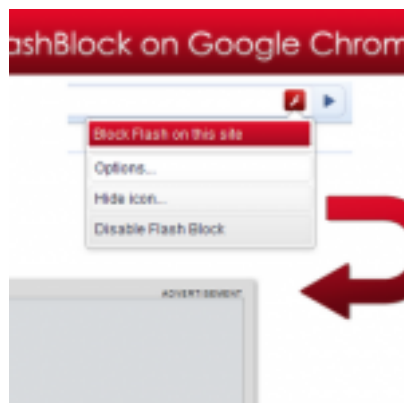 ashBlock on Google Chrom
Block Flash on this site
Options...
Hide icon...
Disable Flash Block
ADVERTISEMENT